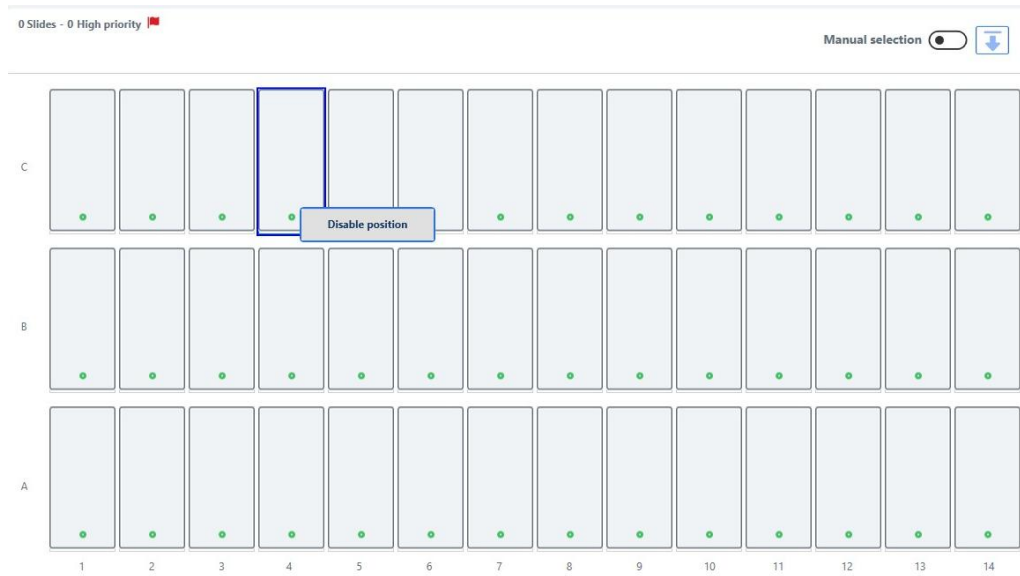 0 Slides - 0 High priority
Manual selection
C
Disable position
B
A
1 2 3 4 5 6 7 8 9 10 11 12 13 14